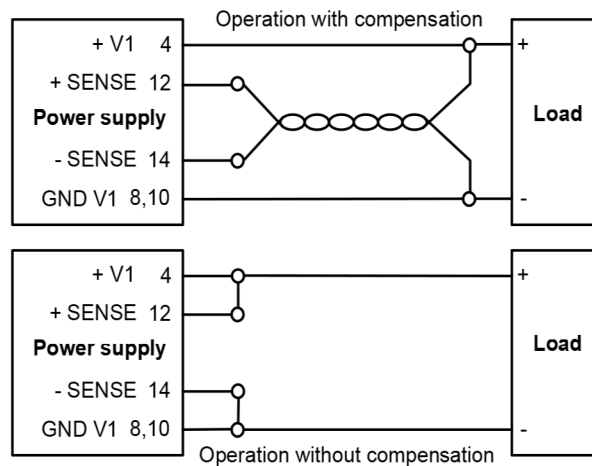 Operation with compensation
+ V1 4
+
+ SENSE 12
Power supply
Load
- SENSE 14
GND V1 8,10
-
+ V1 4
+
+ SENSE 12
Power supply
Load
- SENSE 14
GND V1 8,10
-
Operation without compensation